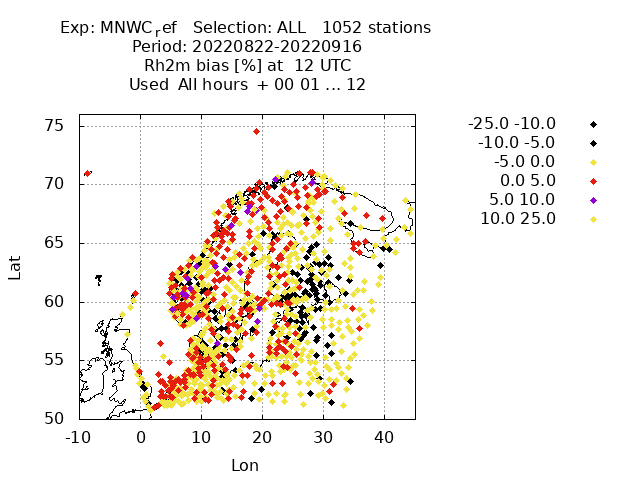 Exp: MNWC_ref   Selection: ALL   1052 stations
Period: 20220822-20220916
Rh2m bias [%] at  12 UTC
Used  All hours  + 00 01 ... 12
-25.0 -10.0
-10.0 -5.0
-5.0 0.0
0.0 5.0
5.0 10.0
10.0 25.0
75
70
65
60
55
50
Lat
-10 0 10 20 30 40
Lon